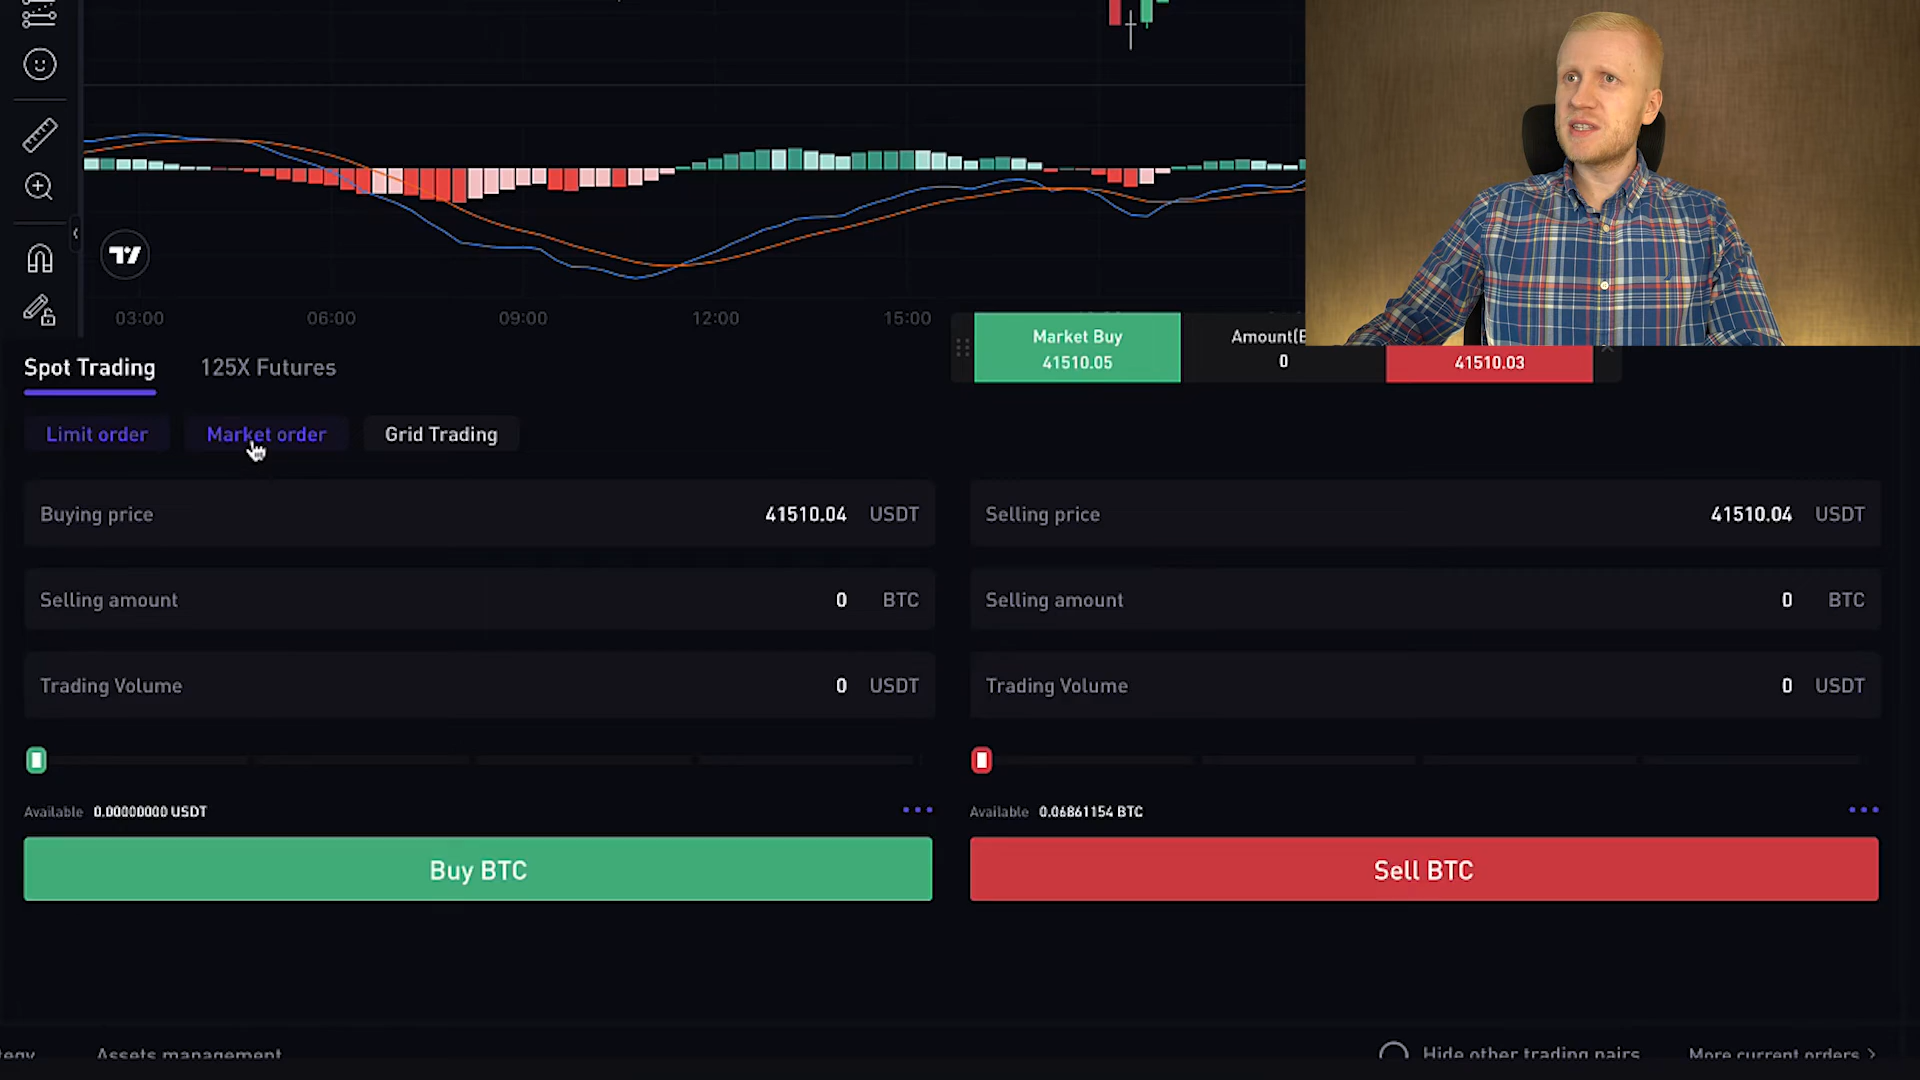 03:00 06:00 09:00 12:00 15:00
Market Buy
41510.05
Amount(B
0
41510.03
Spot Trading 125X Futures
Limit order Market order Grid Trading
Buying price 41510.04 USDT
Selling amount 0 BTC
Trading Volume 0 USDT
Available 0.00000000 USDT
Buy BTC
Selling price 41510.04 USDT
Selling amount 0 BTC
Trading Volume 0 USDT
Available 0.06861154 BTC
Sell BTC
Assets management Hide other trading pairs More current orders